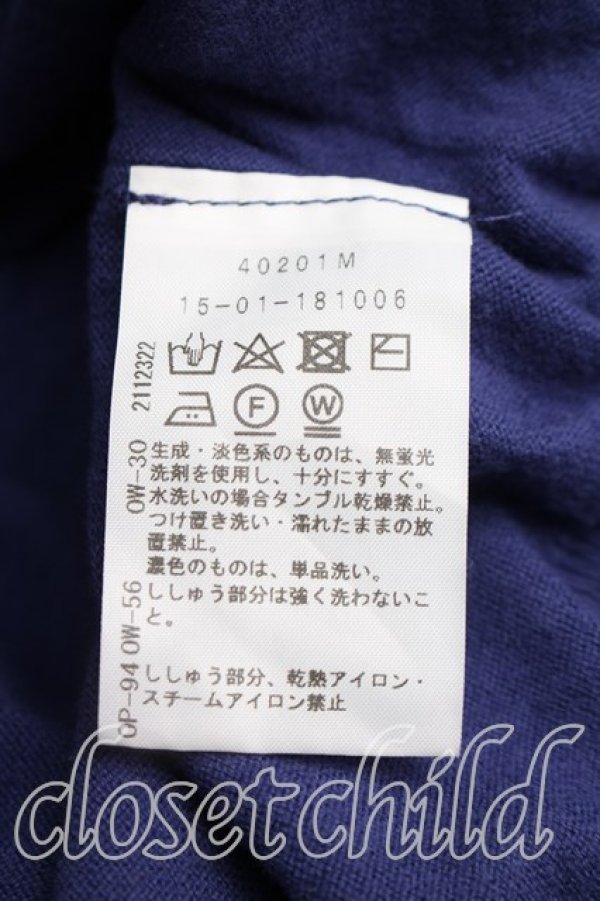 40201M
15-01-181006
2112322
F
W
OW-30
生成・淡色系のものは、無蛍光
洗剤を使用し、十分にすすぐ。
水洗いの場合タンブル乾燥禁止。
つけ置き洗い・濡れたままの放
置禁止。
濃色のものは、単品洗い。
OW-56
ししゅう部分は強く洗わないこ
と。
OP-94
ししゅう部分、乾熱アイロン・
スチームアイロン禁止
closet child